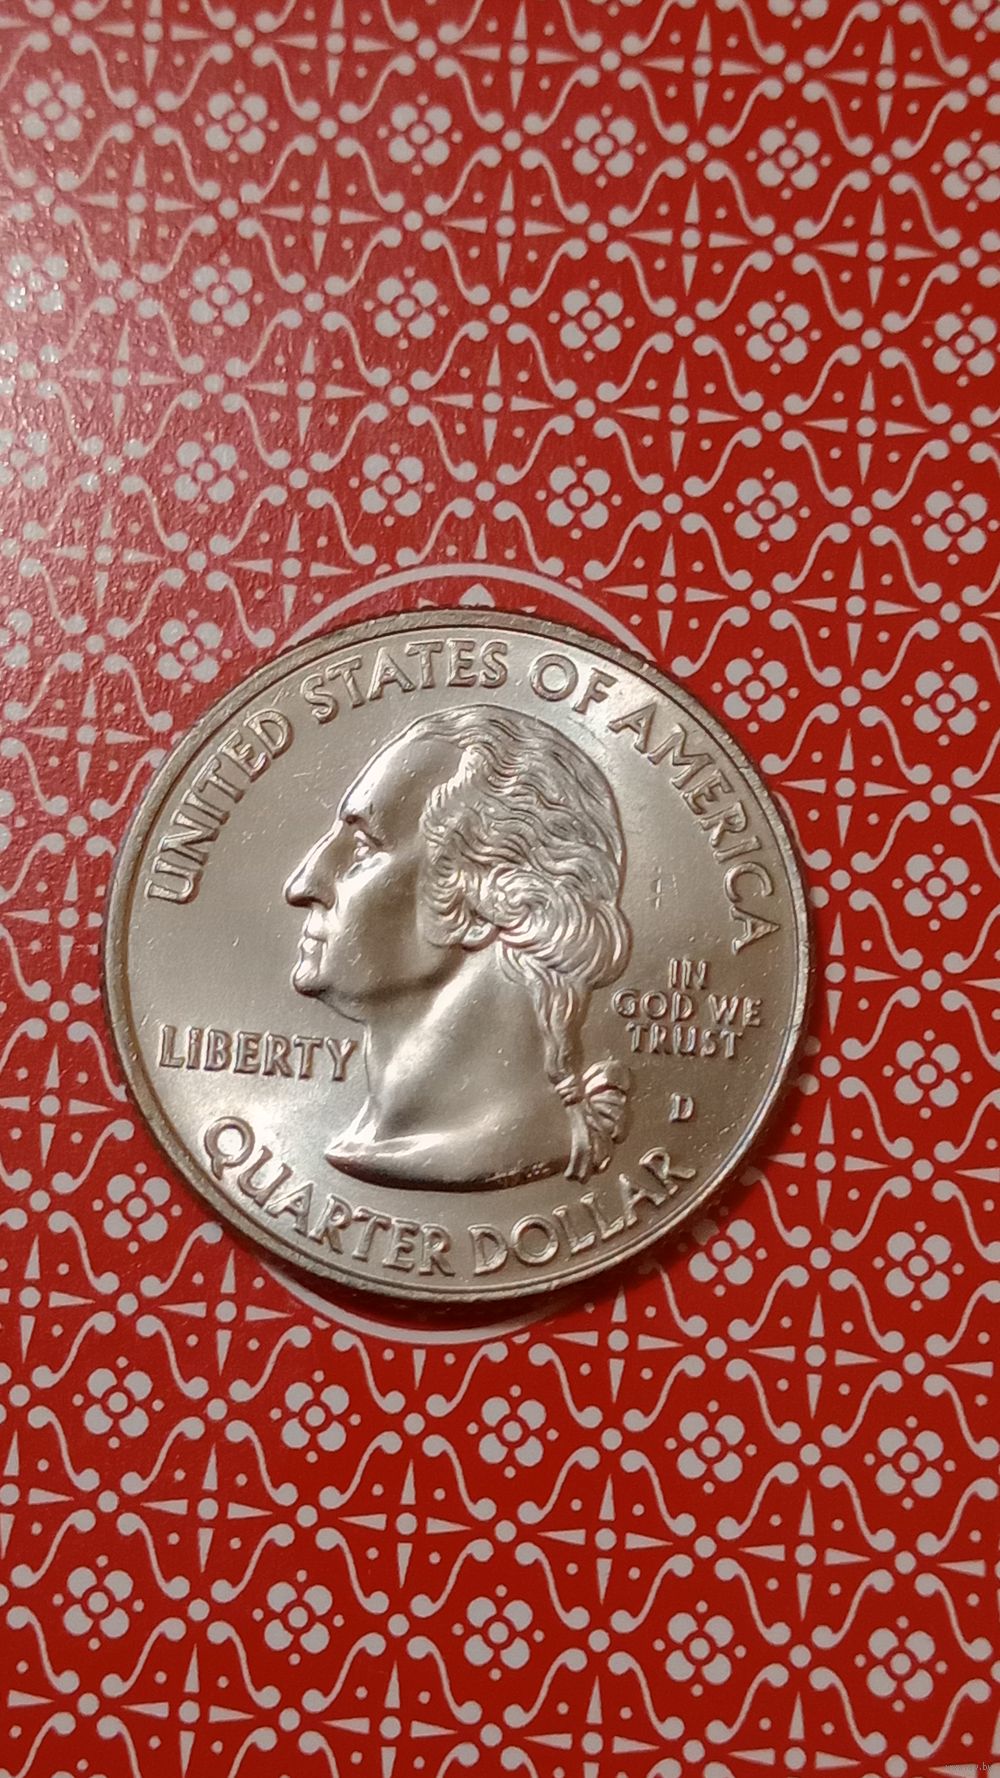 UNITED STATES OF AMERICA
LIBERTY
IN
GOD WE
TRUST
D
QUARTER DOLLAR